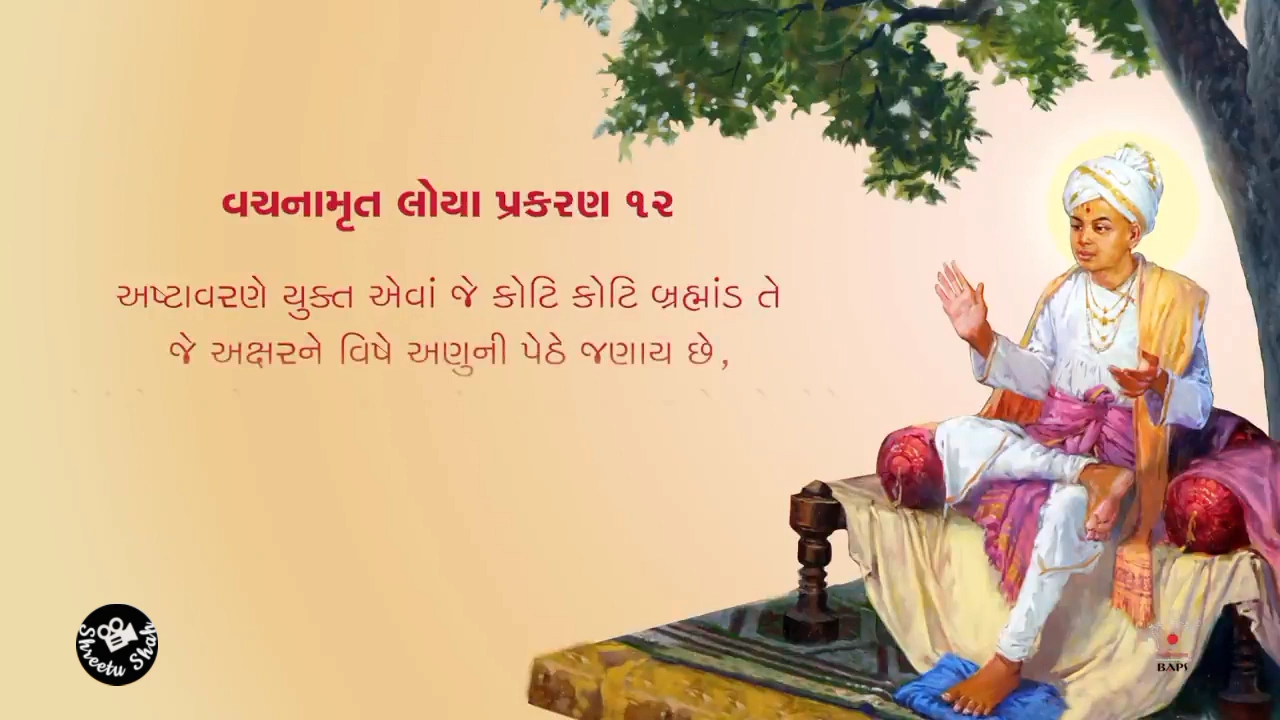 વચનામૃત લોયા પ્રકરણ ૧૨
અષ્ટાવરણે યુક્ત એવાં જે કોટિ કોટિ બ્રહ્માંડ તે
જે અક્ષરને વિષે અણુની પેઠે જણાય છે,
Shreetu Shah
BAPS